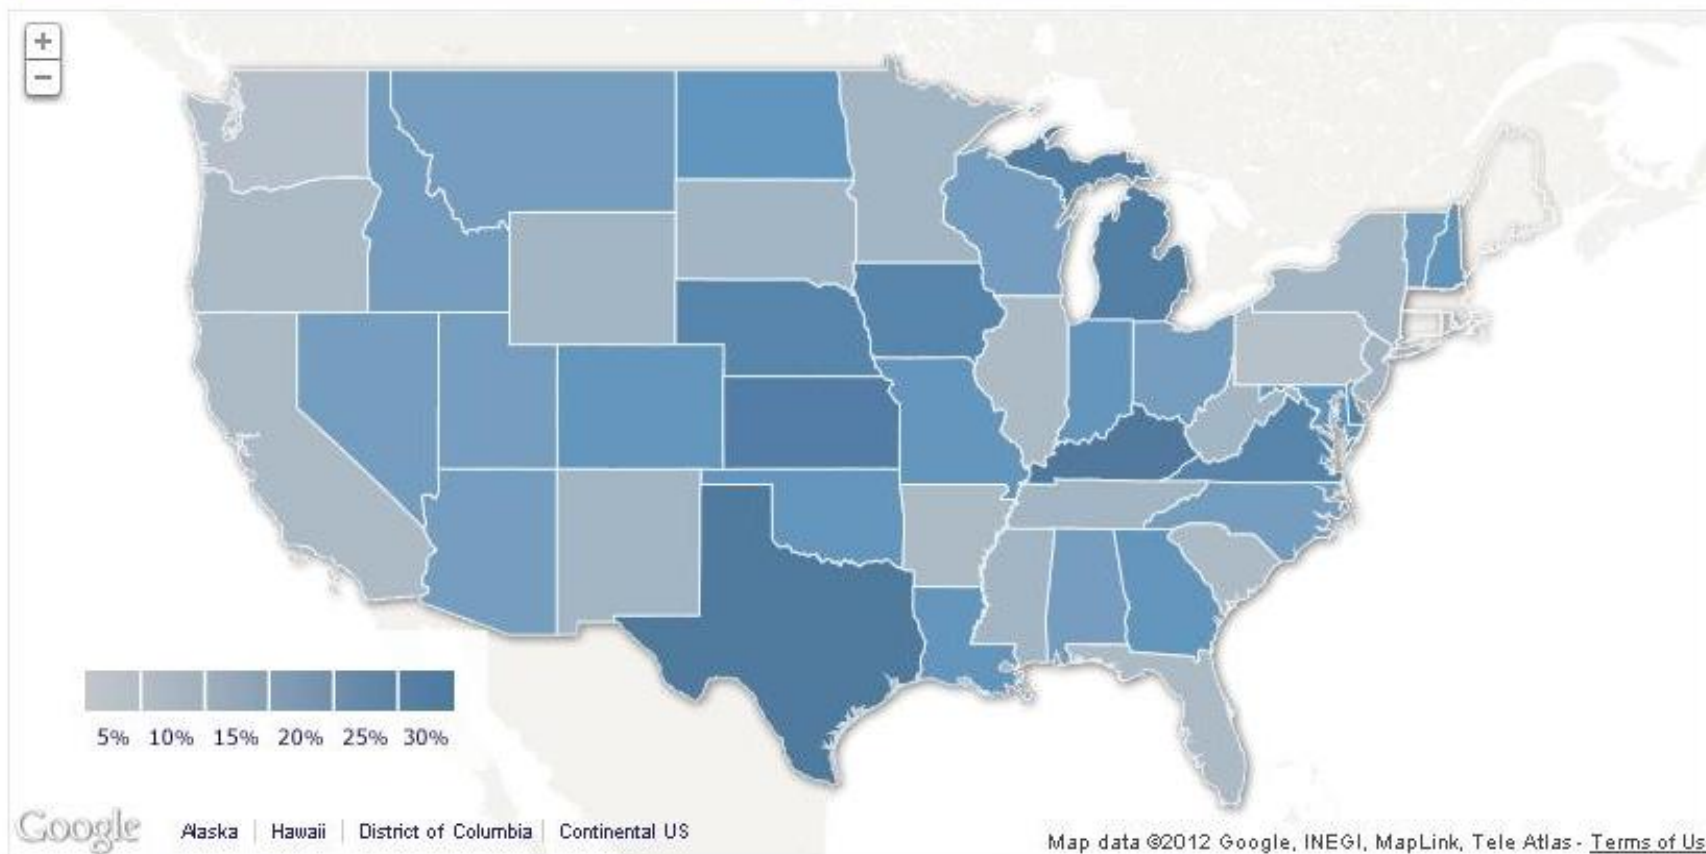 +
−
5% 10% 15% 20% 25% 30%
Google Alaska Hawaii District of Columbia Continental US
Map data ©2012 Google, INEGI, MapLink, Tele Atlas - Terms of Us